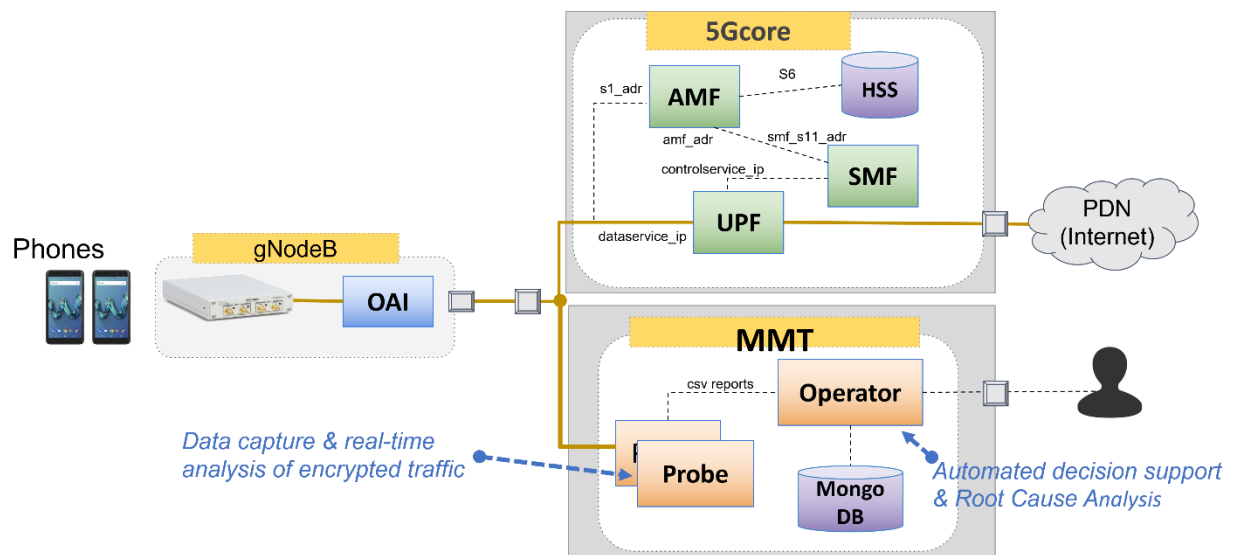 5Gcore
s1_adr
AMF
S6
HSS
amf_adr
smf_s11_adr
controlservice_ip
SMF
UPF
dataservice_ip
PDN
(Internet)
Phones
gNodeB
OAI
MMT
csv reports
Operator
Data capture & real-time
analysis of encrypted traffic
P
Probe
Mongo
DB
Automated decision support
& Root Cause Analysis